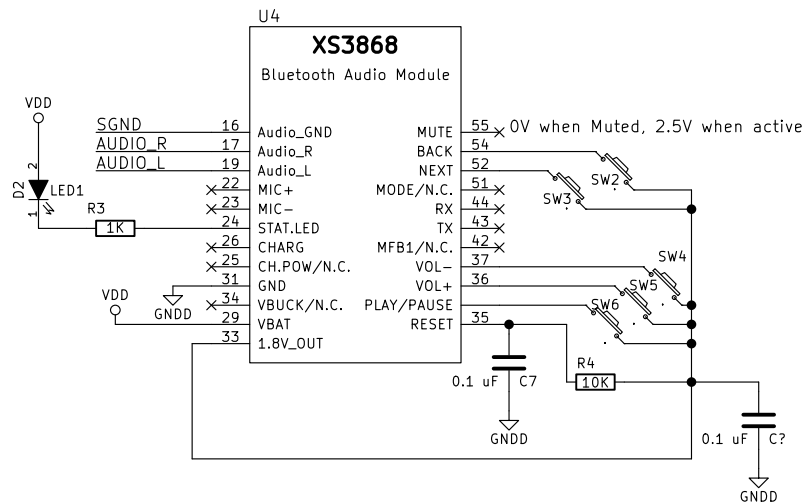 U4
XS3868
Bluetooth Audio Module
VDD
SGND
16
Audio_GND
MUTE
55
0V when Muted, 2.5V when active
AUDIO_R
17
Audio_R
BACK
54
AUDIO_L
19
Audio_L
NEXT
52
2
22
MIC+
MODE/N.C.
51
SW3
SW2
D2
LED1
23
MIC-
RX
44
1
R3
1K
24
STAT.LED
TX
43
26
CHARG
MFB1/N.C.
42
25
CH.POW/N.C.
VOL-
37
SW4
31
GND
VOL+
36
SW5
VDD
GNDD
34
VBUCK/N.C.
PLAY/PAUSE
SW6
29
VBAT
RESET
35
33
1.8V_OUT
R4
0.1 uF
C7
10K
GNDD
0.1 uF
C?
GNDD